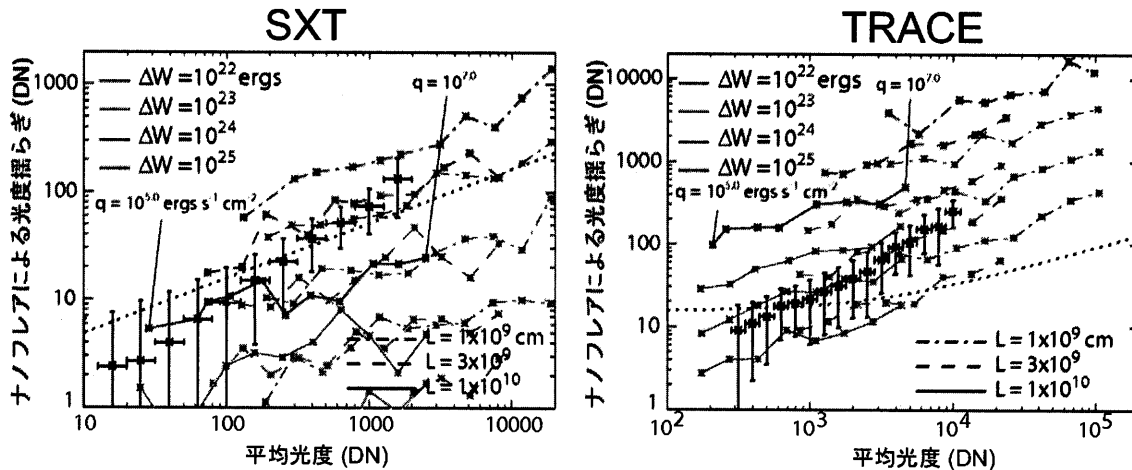 SXT
ナノフレアによる光度揺らぎ (DN)
1000
100
10
1
ΔW = 10²² ergs
ΔW = 10²³
ΔW = 10²⁴
ΔW = 10²⁵
q = 10⁷·⁰
q = 10⁵·⁰ ergs s⁻¹ cm⁻²
L = 1x10⁹ cm
L = 3x10⁹
L = 1x10¹⁰
10 100 1000 10000
平均光度 (DN)
TRACE
ナノフレアによる光度揺らぎ (DN)
10000
1000
100
10
1
ΔW = 10²² ergs
ΔW = 10²³
ΔW = 10²⁴
ΔW = 10²⁵
q = 10⁷·⁰
q = 10⁵·⁰ ergs s⁻¹ cm⁻²
L = 1x10⁹ cm
L = 3x10⁹
L = 1x10¹⁰
10² 10³ 10⁴ 10⁵
平均光度 (DN)